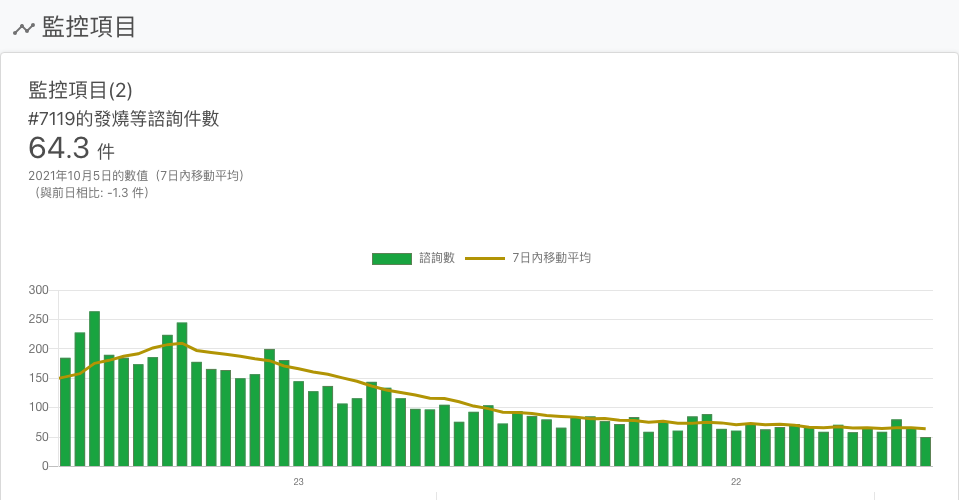 監控項目
監控項目(2)
#7119的發燒等諮詢件數
64.3 件
2021年10月5日的數值（7日內移動平均）
（與前日相比: -1.3 件）
諮詢數 7日內移動平均
300
250
200
150
100
50
0
23 22